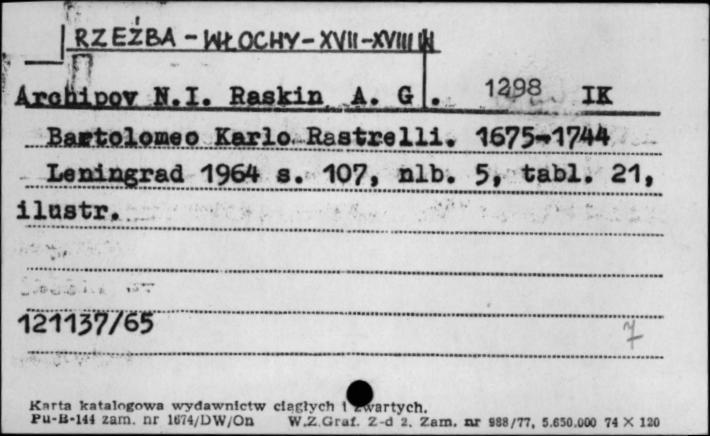 RZEŹBA - WŁOCHY - XVII - XVIII W
Archipov N.I. Raskin A. G. 1298 IK
Bartolomeo Karlo Rastrelli. 1675-1744
Leningrad 1964 s. 107, nlb. 5, tabl. 21,
ilustr.
121137/65 7
Karta katalogowa wydawnictw ciągłych i zwartych.
Pu-B-144 zam. nr 1674/DW/On W.Z.Graf. Z-d 2. Zam. nr 988/77, 5.650.000 74 X 120